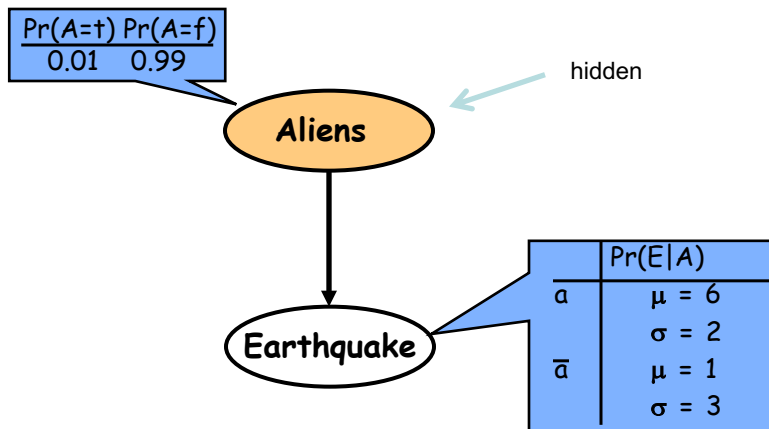 Pr(A=t) Pr(A=f)
0.01 0.99
hidden
Aliens
Pr(E|A)
a μ = 6
σ = 2
Earthquake
a̅ μ = 1
σ = 3